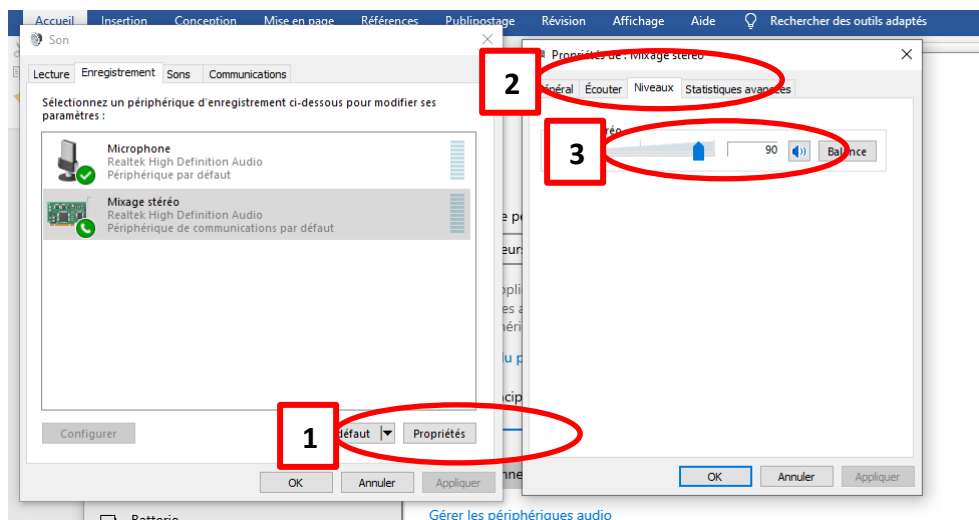 Accueil Insertion Conception Mise en page Références Publipostage Révision Affichage Aide Rechercher des outils adaptés
Son
Lecture Enregistrement Sons Communications
Sélectionnez un périphérique d'enregistrement ci-dessous pour modifier ses
paramètres :
Microphone
Realtek High Definition Audio
Périphérique par défaut
Mixage stéréo
Realtek High Definition Audio
Périphérique de communications par défaut
Configurer
1
défaut Propriétés
OK Annuler Appliquer
2
Propriétés de : Mixage stéréo
Général Écouter Niveaux Statistiques avancées
3
90 Balance
OK Annuler Appliquer
Batterie
Gérer les périphériques audio